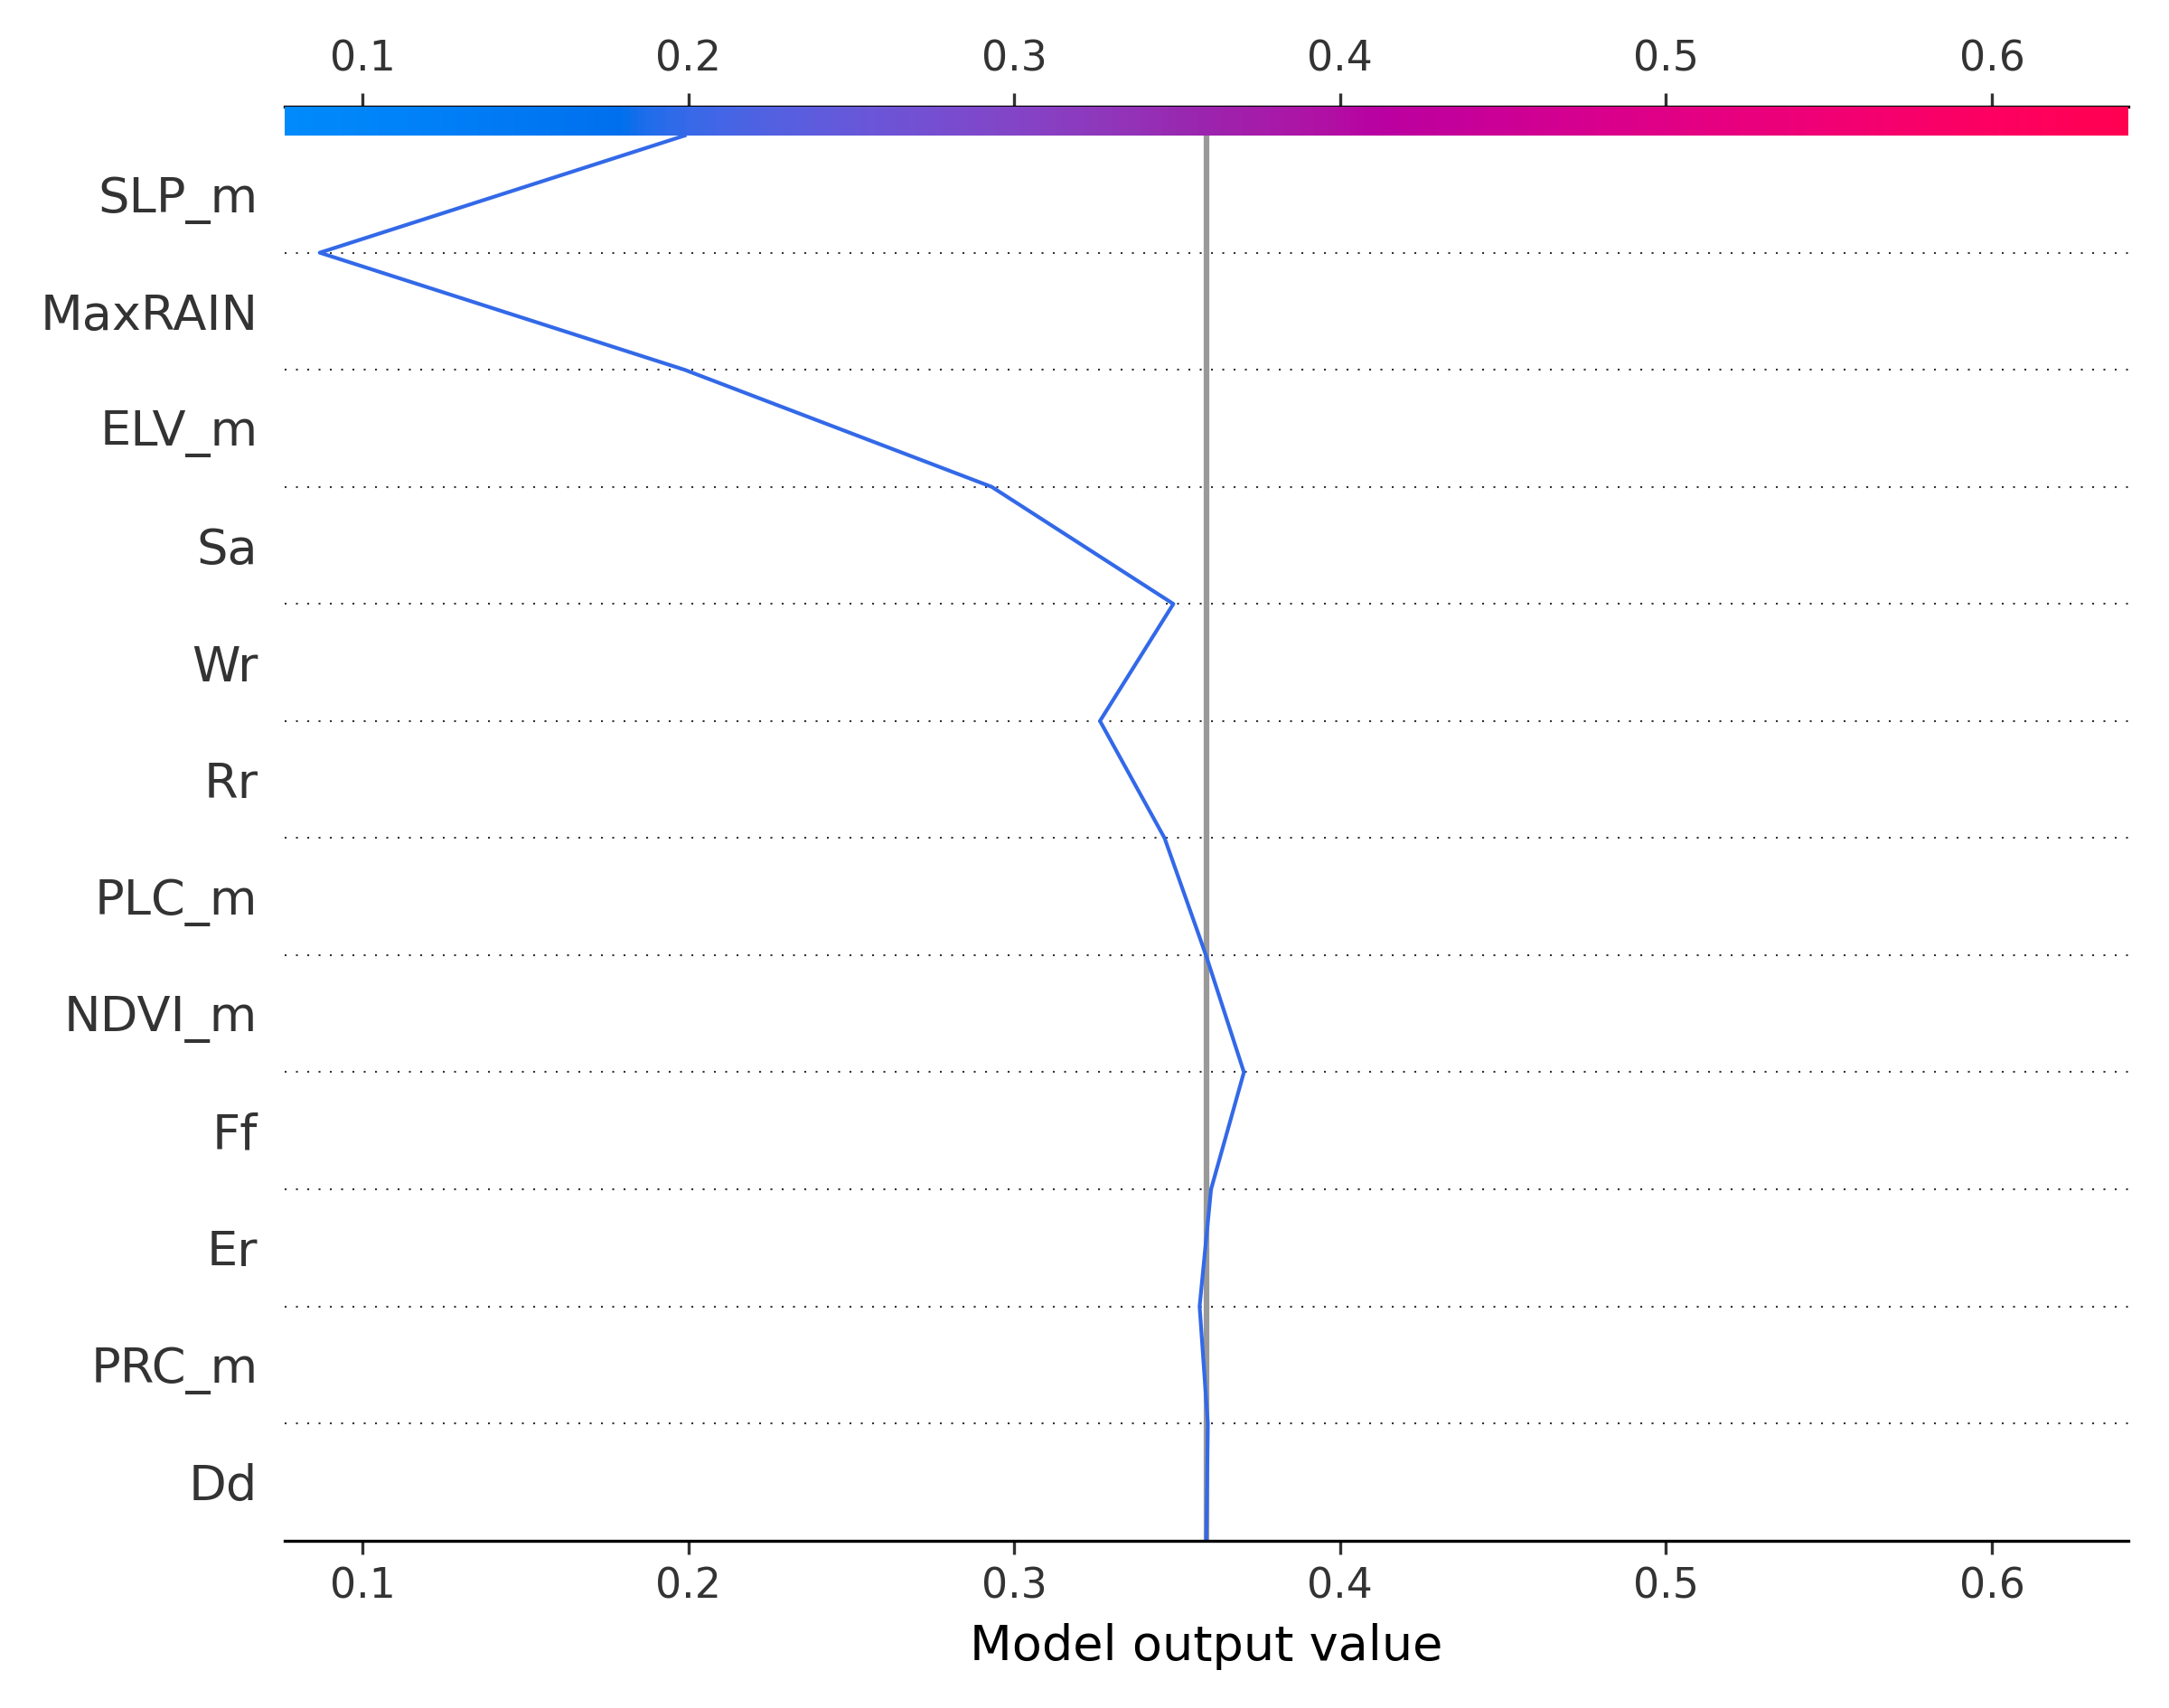 0.1 0.2 0.3 0.4 0.5 0.6
SLP_m
MaxRAIN
ELV_m
Sa
Wr
Rr
PLC_m
NDVI_m
Ff
Er
PRC_m
Dd
0.1 0.2 0.3 0.4 0.5 0.6
Model output value